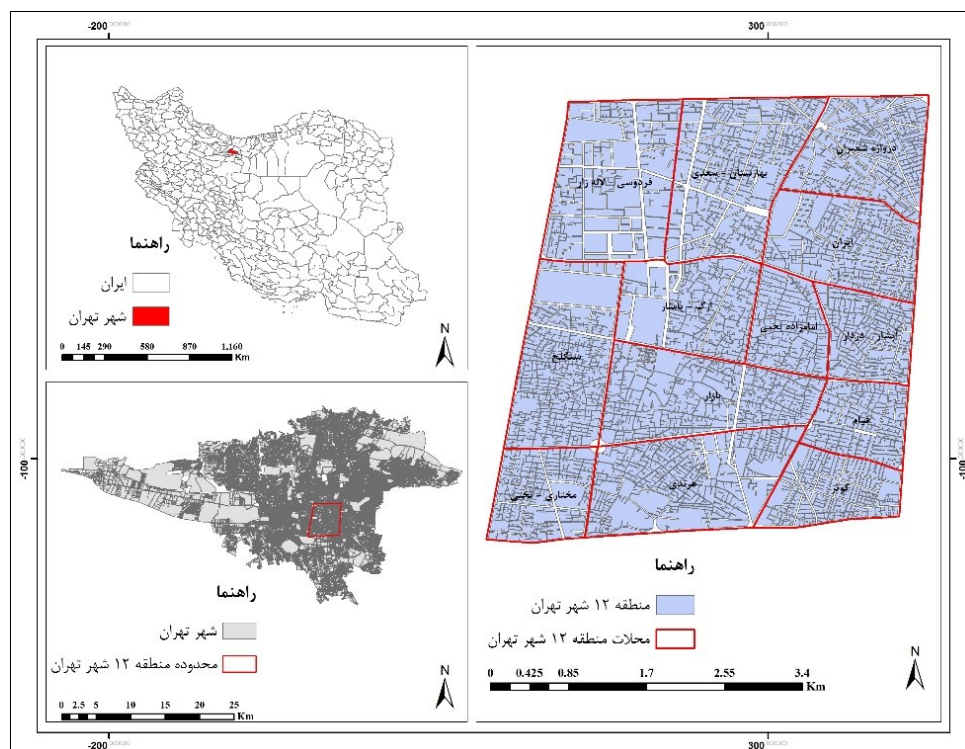 -200
300
راهنما
ایران
شهر تهران
N
0 145 290 580 870 1,160
Km
راهنما
شهر تهران
محدوده منطقه ۱۲ شهر تهران
N
0 2.5 5 10 15 20 25
Km
دروازه شمیران
بهارستان - سعدی
فردوسی - لاله زار
ایران
ارگ - پامنار
امامزاده یحیی
آبشار - دردار
سنگلج
بازار
قیام
هرندی
کوثر
مختاری - تختی
راهنما
منطقه ۱۲ شهر تهران
محلات منطقه ۱۲ شهر تهران
N
0 0.425 0.85 1.7 2.55 3.4
Km
-100
-100
-200
300